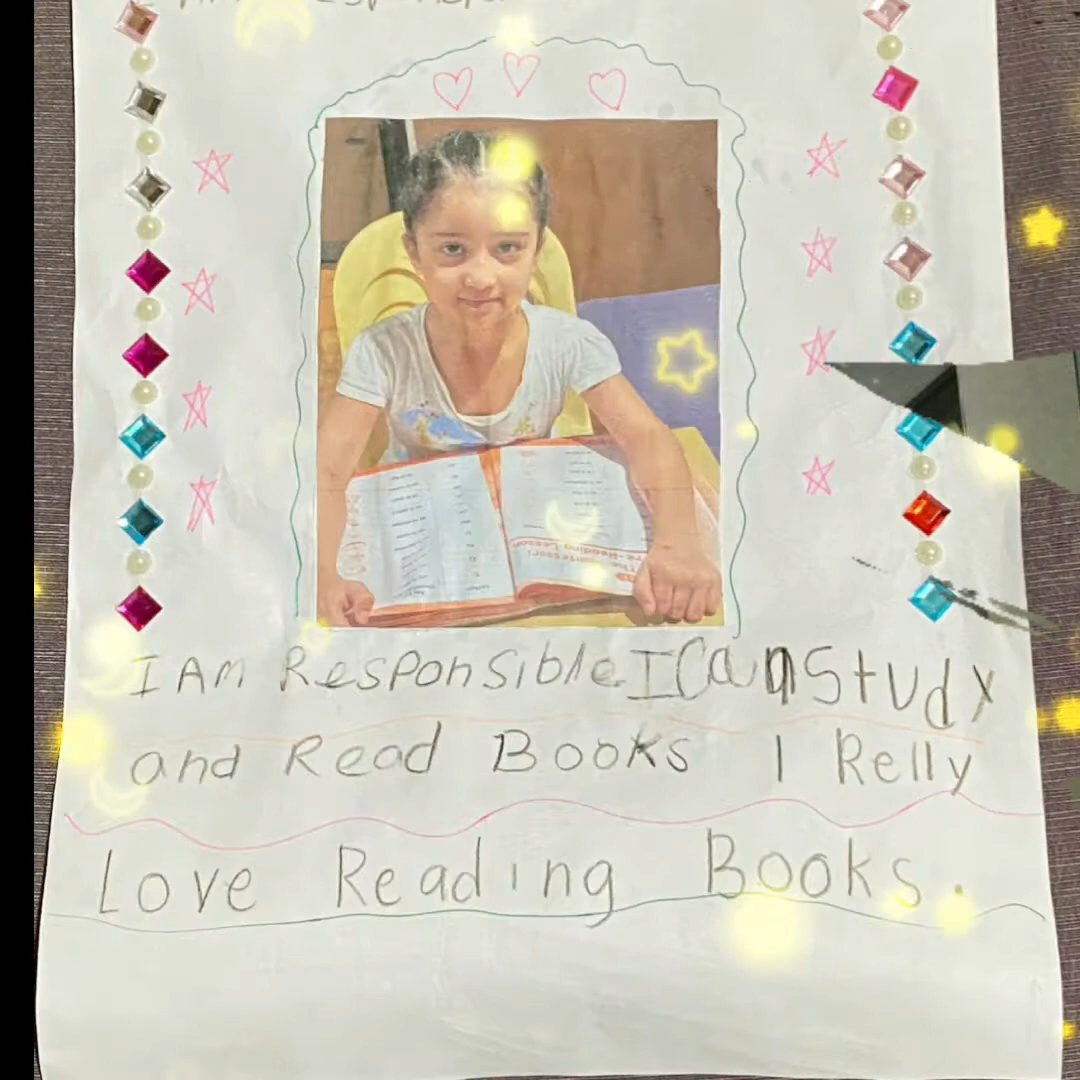 I AM Responsible. I Can Study
and Read Books I Relly
Love Reading Books.